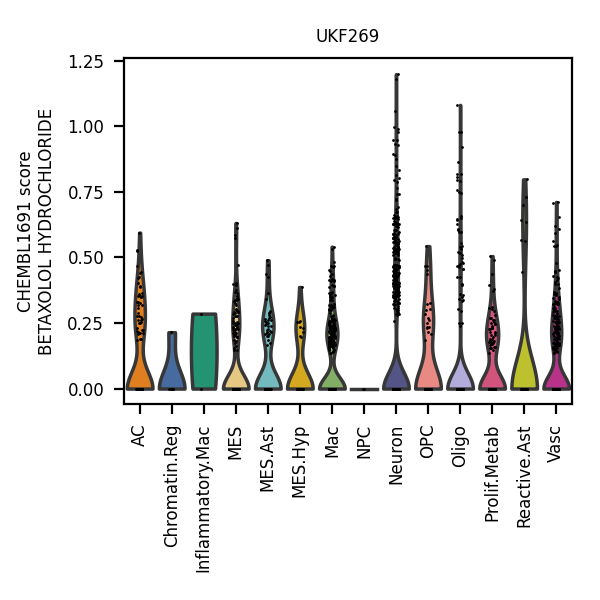 UKF269
CHEMBL1691 score
BETAXOLOL HYDROCHLORIDE
1.25
1.00
0.75
0.50
0.25
0.00
AC
Chromatin.Reg
Inflammatory.Mac
MES
MES.Ast
MES.Hyp
Mac
NPC
Neuron
OPC
Oligo
Prolif.Metab
Reactive.Ast
Vasc